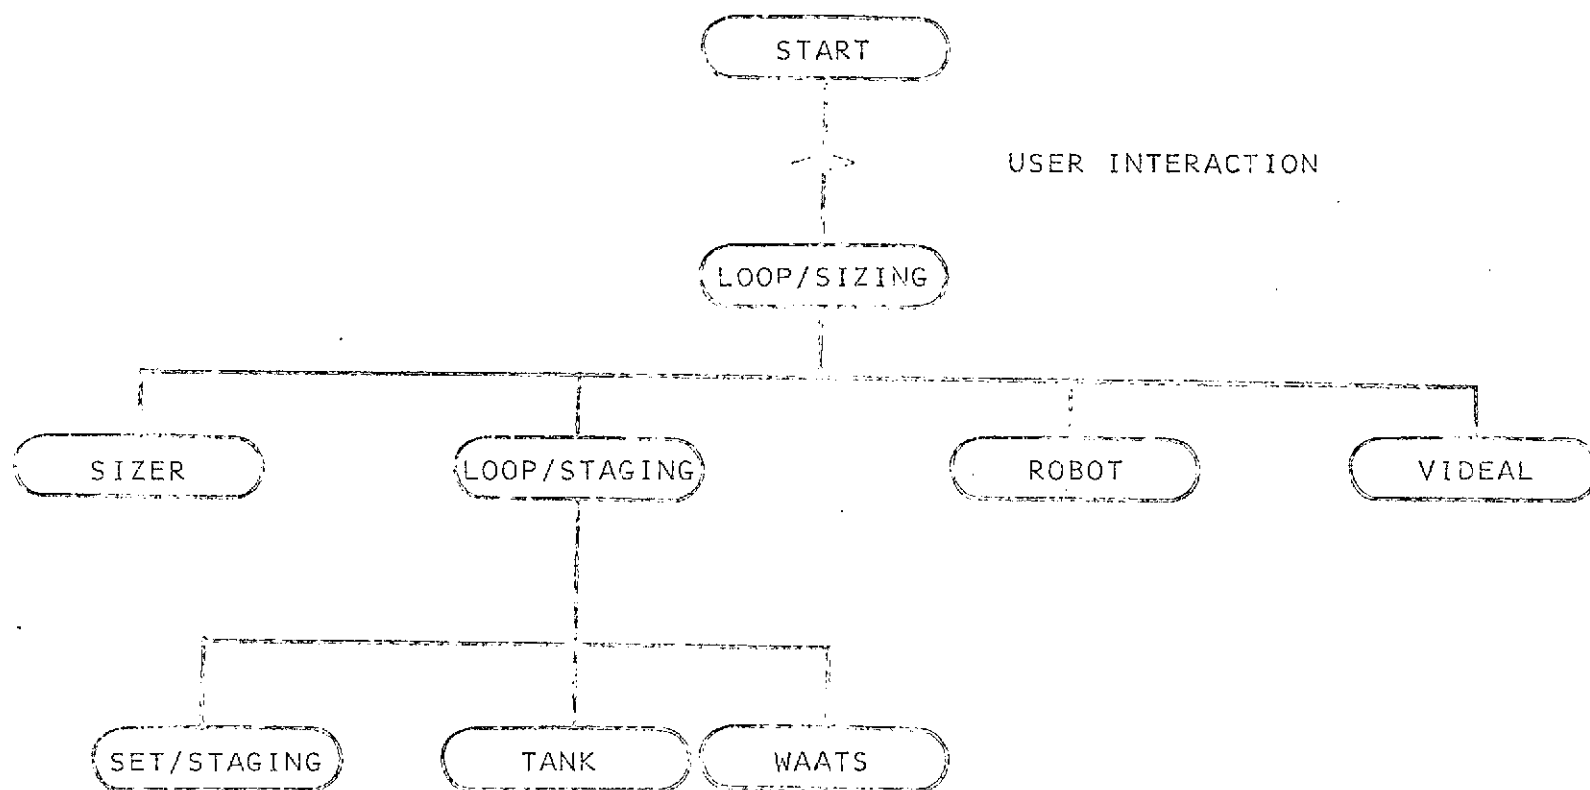 START
USER INTERACTION
LOOP/SIZING
SIZER
LOOP/STAGING
ROBOT
VIDEAL
SET/STAGING
TANK
WAATS